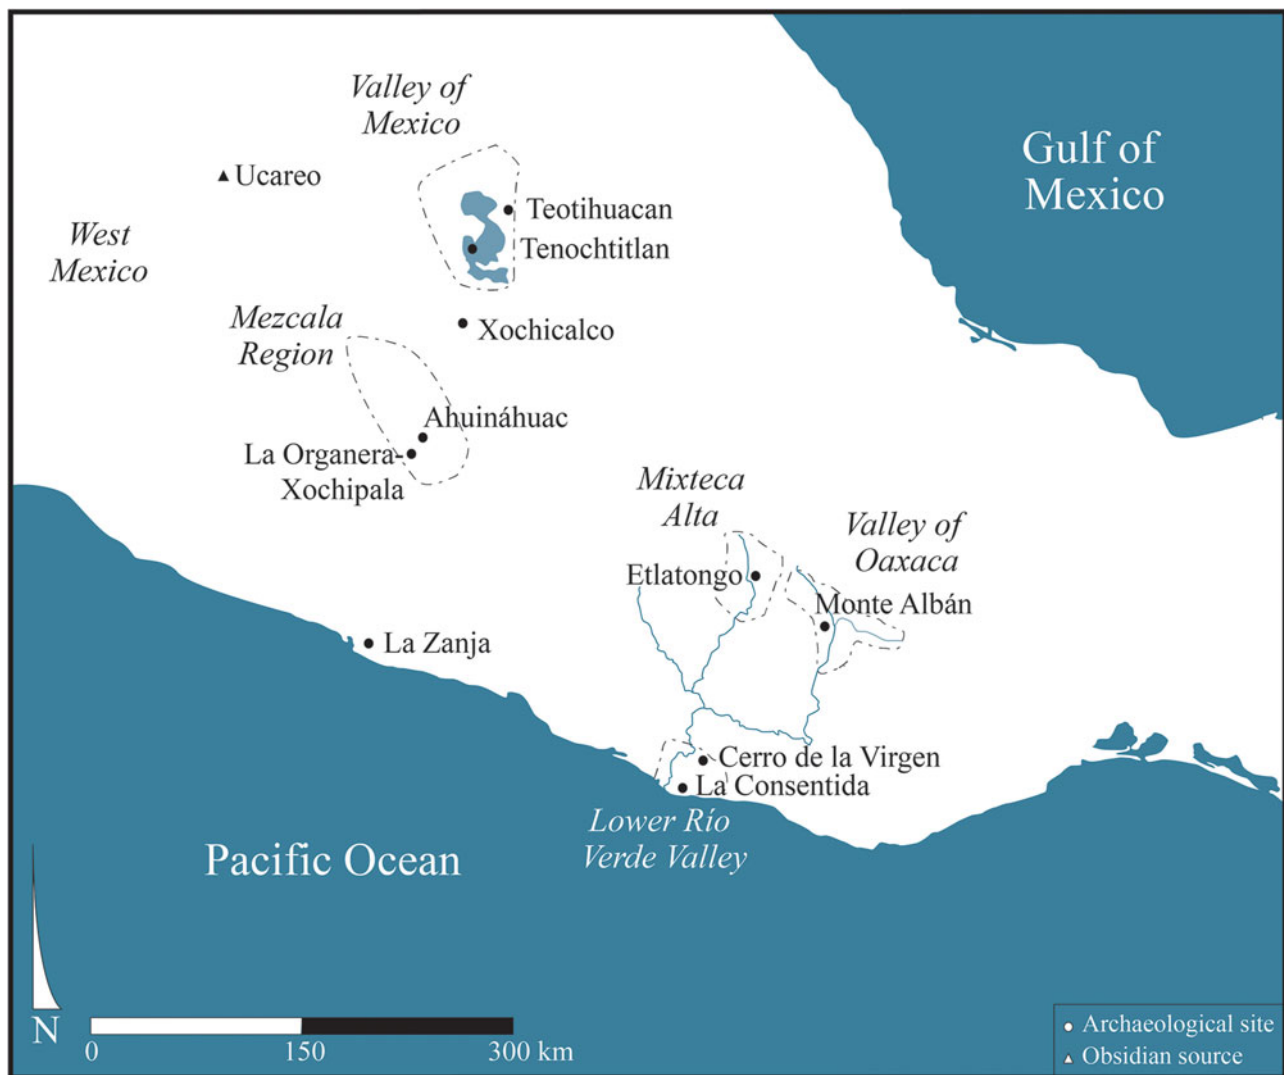 Valley of
Mexico
Gulf of
Mexico
Ucareo
Teotihuacan
West
Mexico
Tenochtitlan
Mezcala
Region
Xochicalco
Ahuináhuac
La Organera-
Xochipala
Mixteca
Alta
Valley of
Oaxaca
Etlatongo
Monte Albán
La Zanja
Cerro de la Virgen
La Consentida
Lower Río
Verde Valley
Pacific Ocean
N
0 150 300 km
Archaeological site
Obsidian source